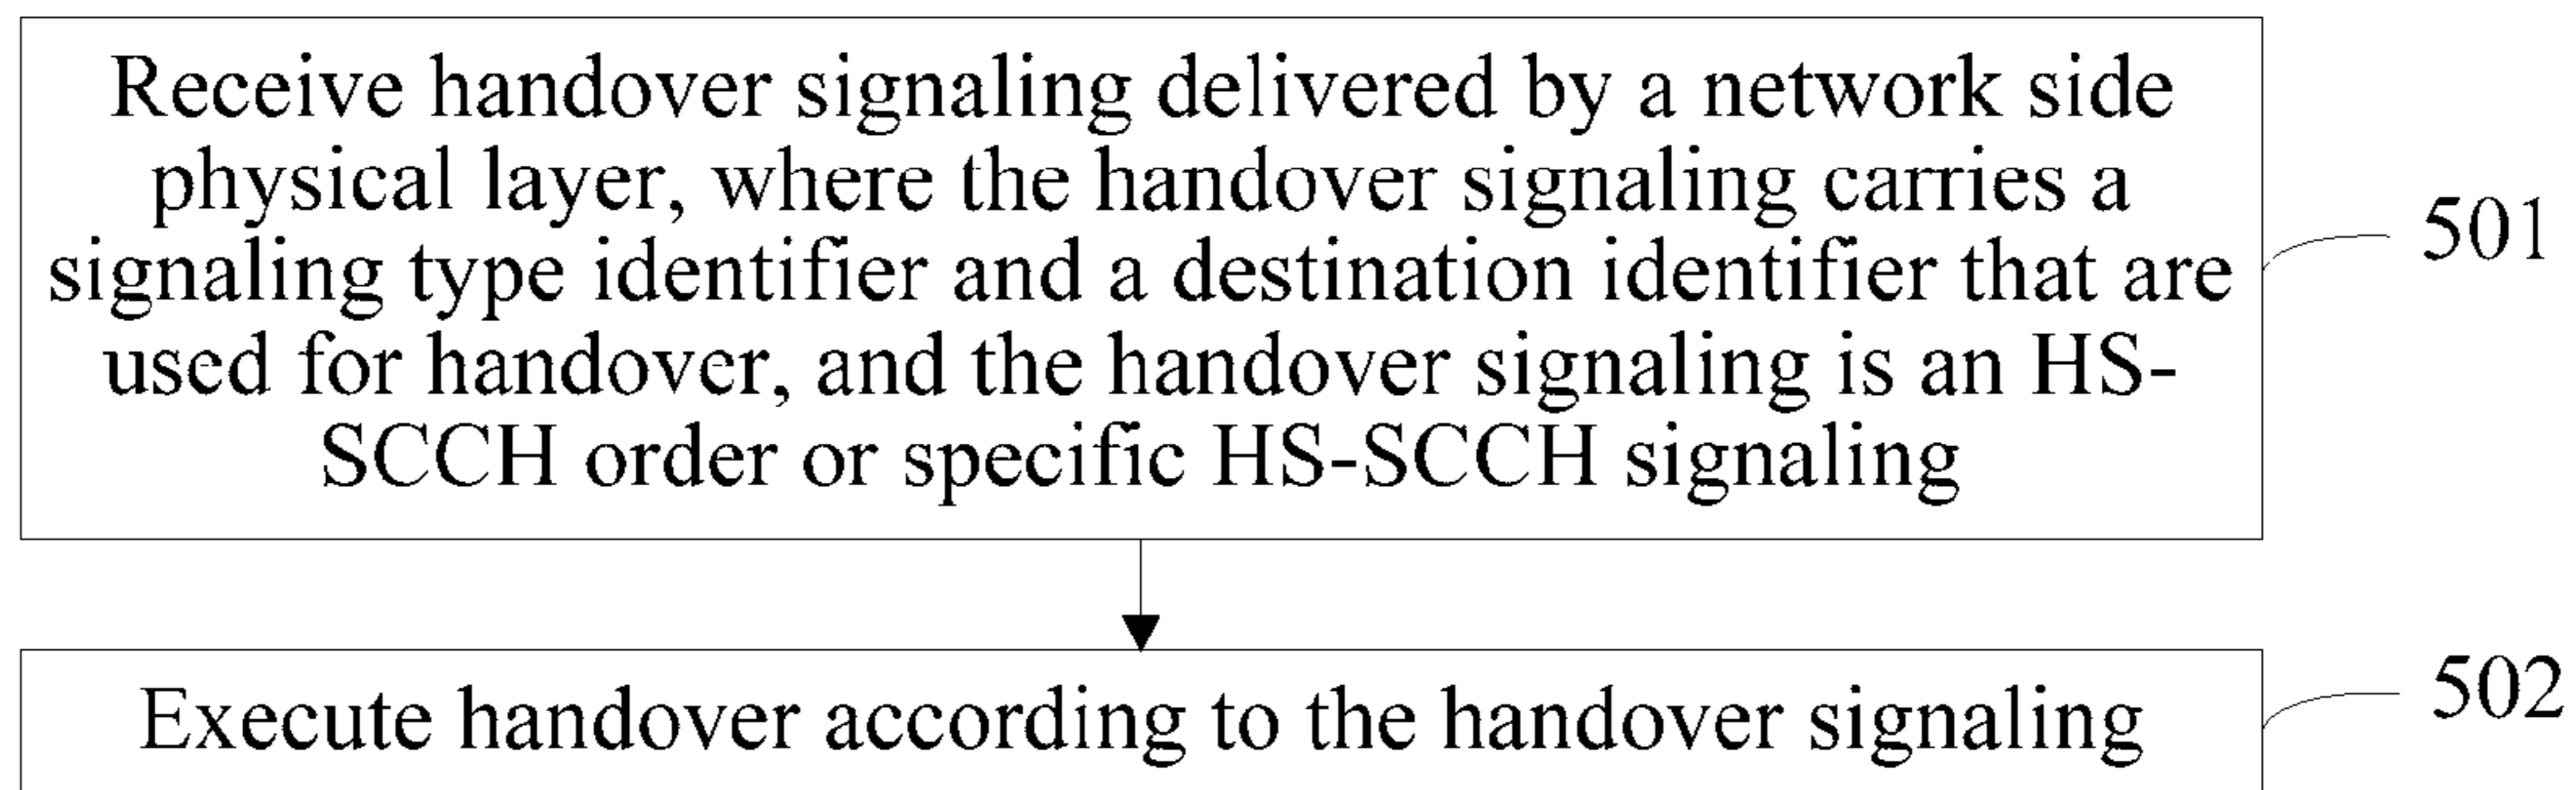 Receive handover signaling delivered by a network side
physical layer, where the handover signaling carries a
signaling type identifier and a destination identifier that are
used for handover, and the handover signaling is an HS-
SCCH order or specific HS-SCCH signaling
501
Execute handover according to the handover signaling
502